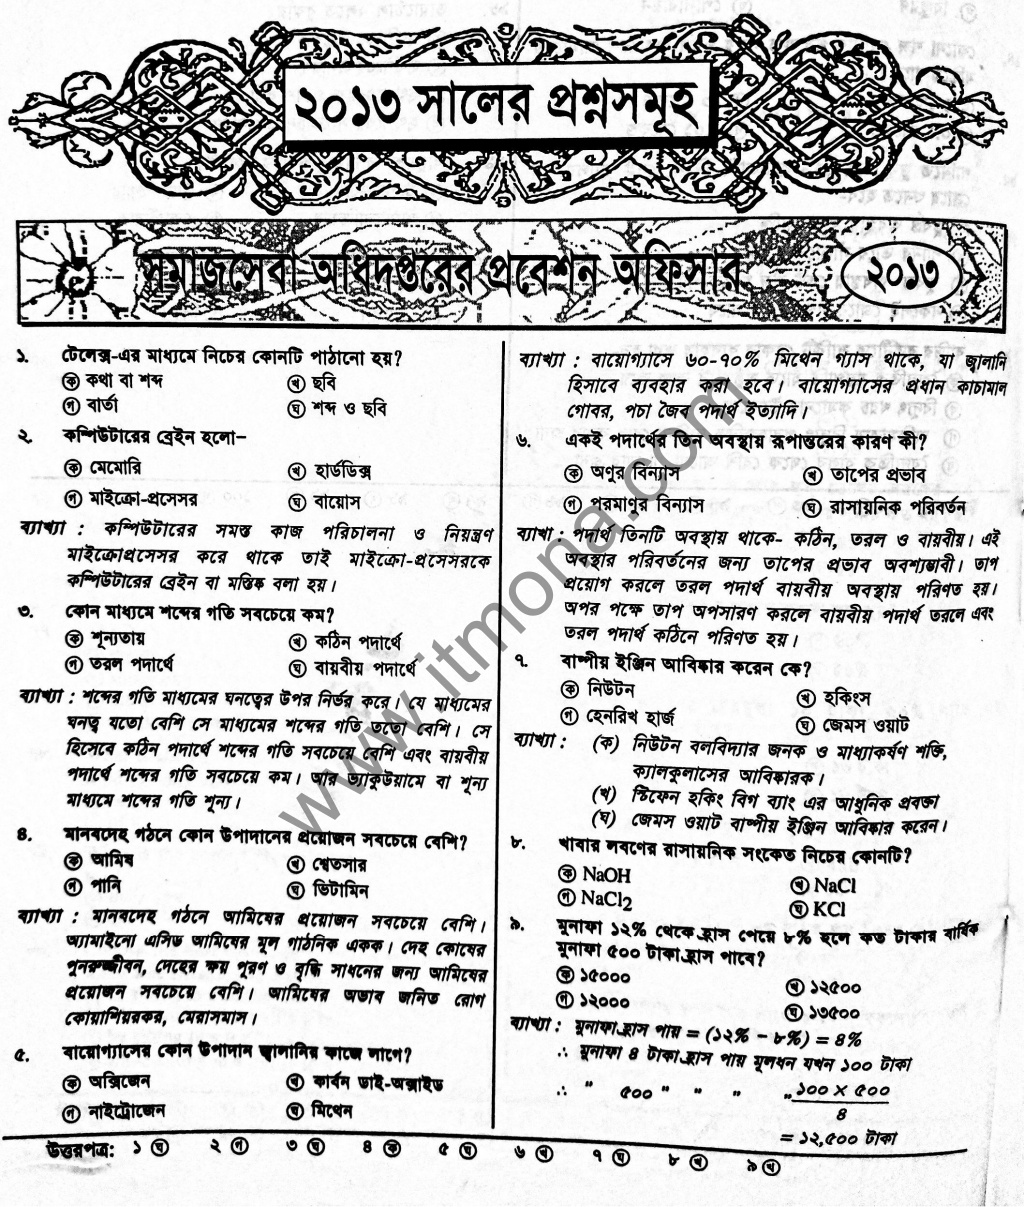 ২০১৩ সালের প্রশ্নসমূহ
সমাজসেবা অধিদপ্তরের প্রবেশন অফিসার ২০১৩
১. টেলেক্স-এর মাধ্যমে নিচের কোনটি পাঠানো হয়?
ক কথা বা শব্দ খ ছবি
গ বার্তা ঘ শব্দ ও ছবি
২. কম্পিউটারের ব্রেইন হলো–
ক মেমোরি খ হার্ডডিক্স
গ মাইক্রো-প্রসেসর ঘ বায়োস
ব্যাখ্যা : কম্পিউটারের সমস্ত কাজ পরিচালনা ও নিয়ন্ত্রণ
মাইক্রোপ্রসেসর করে থাকে তাই মাইক্রো-প্রসেসরকে
কম্পিউটারের ব্রেইন বা মস্তিষ্ক বলা হয়।
৩. কোন মাধ্যমে শব্দের গতি সবচেয়ে কম?
ক শূন্যতায় খ কঠিন পদার্থে
গ তরল পদার্থে ঘ বায়বীয় পদার্থে
ব্যাখ্যা : শব্দের গতি মাধ্যমের ঘনত্বের উপর নির্ভর করে। যে মাধ্যমের
ঘনত্ব যতো বেশি সে মাধ্যমের শব্দের গতি ততো বেশি। সে
হিসেবে কঠিন পদার্থে শব্দের গতি সবচেয়ে বেশি এবং বায়বীয়
পদার্থে শব্দের গতি সবচেয়ে কম। আর ভ্যাকুউয়ামে বা শূন্য
মাধ্যমে শব্দের গতি শূন্য।
৪. মানবদেহ গঠনে কোন উপাদানের প্রয়োজন সবচেয়ে বেশি?
ক আমিষ খ শ্বেতসার
গ পানি ঘ ভিটামিন
ব্যাখ্যা : মানবদেহ গঠনে আমিষের প্রয়োজন সবচেয়ে বেশি।
অ্যামাইনো এসিড আমিষের মূল গাঠনিক একক। দেহ কোষের
পুনরুজ্জীবন, দেহের ক্ষয় পূরণ ও বৃদ্ধি সাধনের জন্য আমিষের
প্রয়োজন সবচেয়ে বেশি। আমিষের অভাব জনিত রোগ
কোয়াশিয়রকর, মেরাসমাস।
৫. বায়োগ্যাসের কোন উপাদান জ্বালানির কাজে লাগে?
ক অক্সিজেন খ কার্বন ডাই-অক্সাইড
গ নাইট্রোজেন ঘ মিথেন
ব্যাখ্যা : বায়োগ্যাসে ৬০-৭০% মিথেন গ্যাস থাকে, যা জ্বালানি
হিসাবে ব্যবহার করা হবে। বায়োগ্যাসের প্রধান কাচামাল
গোবর, পচা জৈব পদার্থ ইত্যাদি।
৬. একই পদার্থের তিন অবস্থায় রূপান্তরের কারণ কী?
ক অণুর বিন্যাস খ তাপের প্রভাব
গ পরমাণুর বিন্যাস ঘ রাসায়নিক পরিবর্তন
ব্যাখা : পদার্থ তিনটি অবস্থায় থাকে- কঠিন, তরল ও বায়বীয়। এই
অবস্থার পরিবর্তনের জন্য তাপের প্রভাব অবশ্যম্ভাবী। তাপ
প্রয়োগ করলে তরল পদার্থ বায়বীয় অবস্থায় পরিণত হয়।
অপর পক্ষে তাপ অপসারণ করলে বায়বীয় পদার্থ তরলে এবং
তরল পদার্থ কঠিনে পরিণত হয়।
৭. বাষ্পীয় ইঞ্জিন আবিষ্কার করেন কে?
ক নিউটন খ হকিংস
গ হেনরিখ হার্জ ঘ জেমস ওয়াট
ব্যাখ্যা : (ক) নিউটন বলবিদ্যার জনক ও মাধ্যাকর্ষণ শক্তি,
ক্যালকুলাসের আবিষ্কারক।
(খ) স্টিফেন হকিং বিগ ব্যাং এর আধুনিক প্রবক্তা
(ঘ) জেমস ওয়াট বাষ্পীয় ইঞ্জিন আবিষ্কার করেন।
৮. খাবার লবণের রাসায়নিক সংকেত নিচের কোনটি?
ক NaOH খ NaCl
গ NaCl2 ঘ KCl
৯. মুনাফা ১২% থেকে হ্রাস পেয়ে ৮% হলে কত টাকার বার্ষিক
মুনাফা ৫০০ টাকা হ্রাস পাবে?
ক ১৫০০০ খ ১২৫০০
গ ১২০০০ ঘ ১৩৫০০
ব্যাখ্যা : মুনাফা হ্রাস পায় = (১২% – ৮%) = ৪%
∴ মুনাফা ৪ টাকা হ্রাস পায় মূলধন যখন ১০০ টাকা
∴ " ৫০০ " " " " ১০০ × ৫০০
৪
= ১২,৫০০ টাকা
উত্তরপত্র: ১ ঘ ২ গ ৩ ঘ ৪ ক ৫ ঘ ৬ খ ৭ ঘ ৮ খ ৯ খ
www.itmona.com